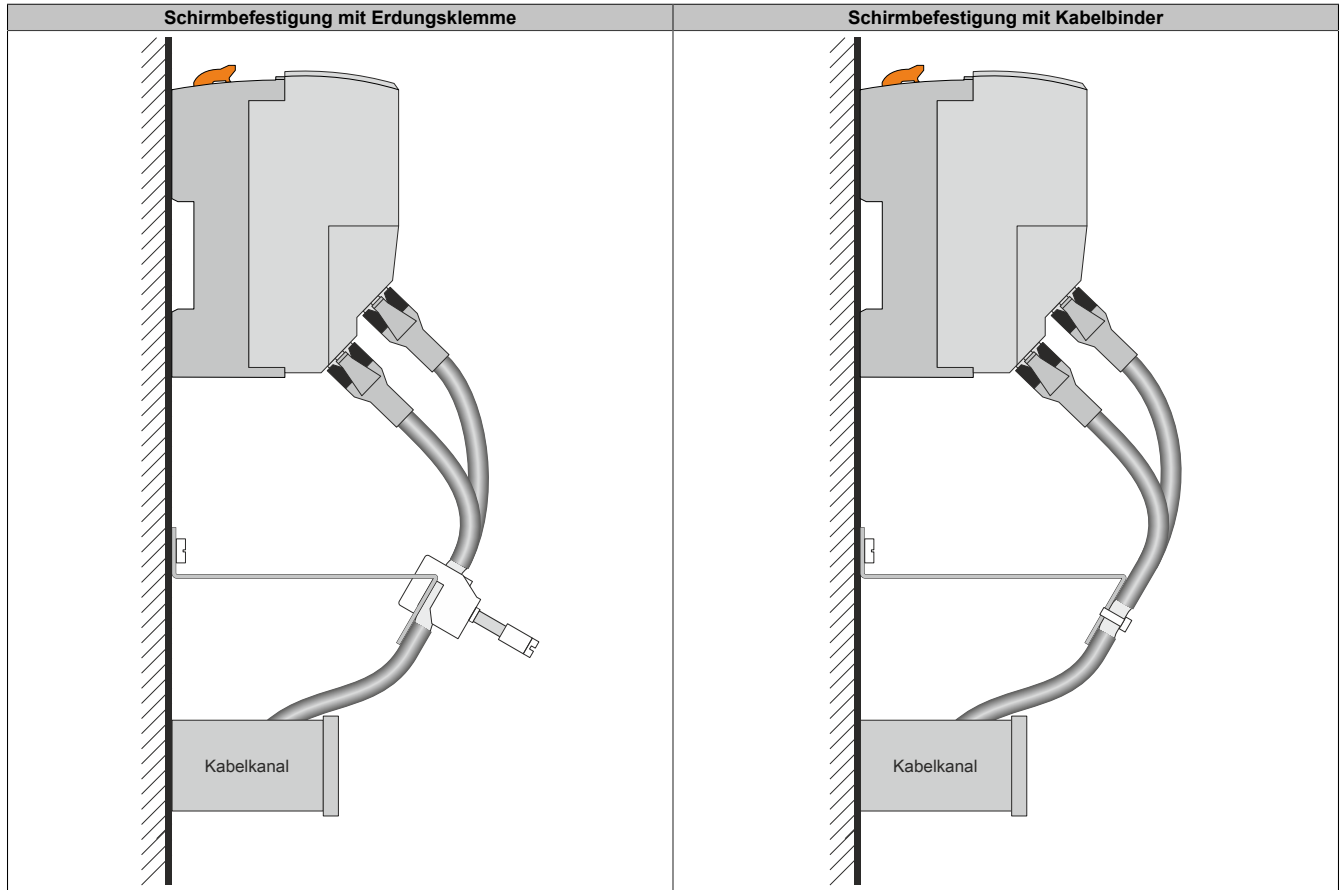 Schirmbefestigung mit Erdungsklemme
Schirmbefestigung mit Kabelbinder
Kabelkanal
Kabelkanal